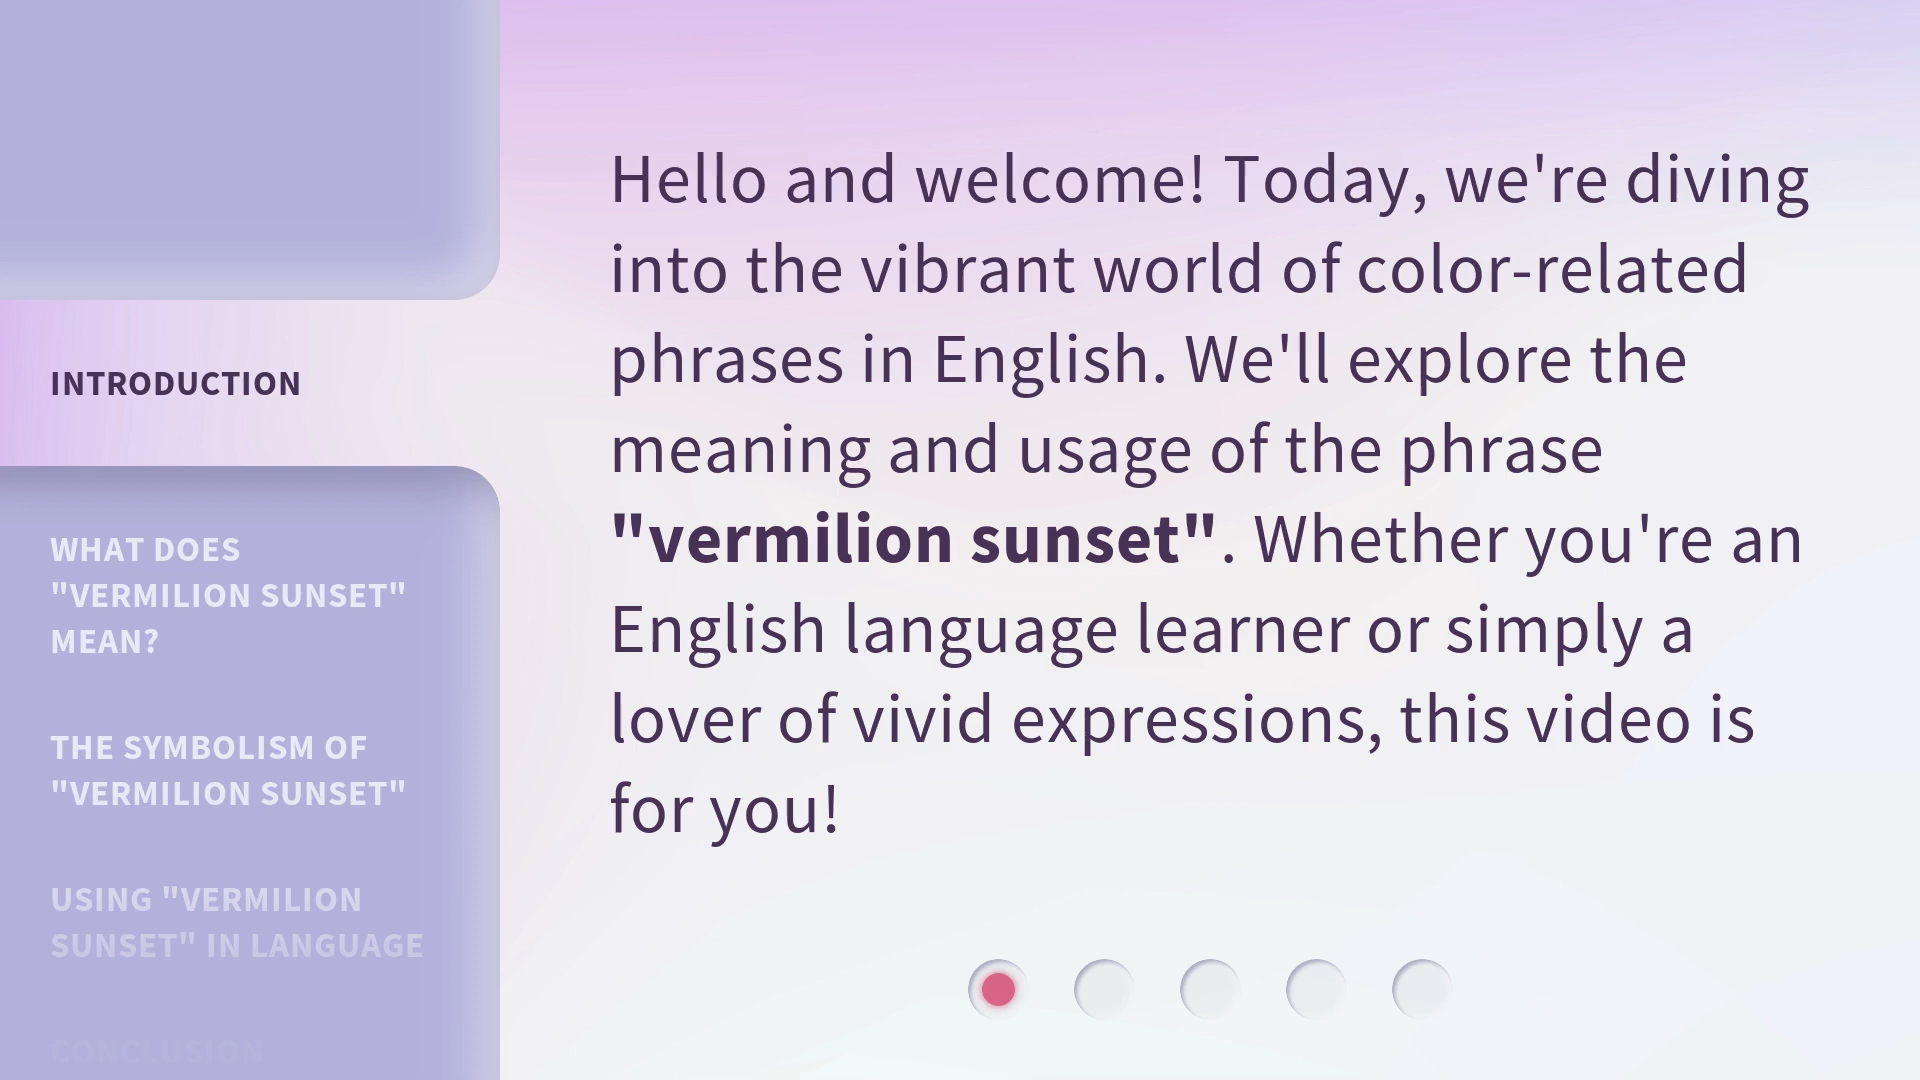 INTRODUCTION
WHAT DOES
"VERMILION SUNSET"
MEAN?
THE SYMBOLISM OF
"VERMILION SUNSET"
USING "VERMILION
SUNSET" IN LANGUAGE
CONCLUSION
Hello and welcome! Today, we're diving
into the vibrant world of color-related
phrases in English. We'll explore the
meaning and usage of the phrase
"vermilion sunset". Whether you're an
English language learner or simply a
lover of vivid expressions, this video is
for you!